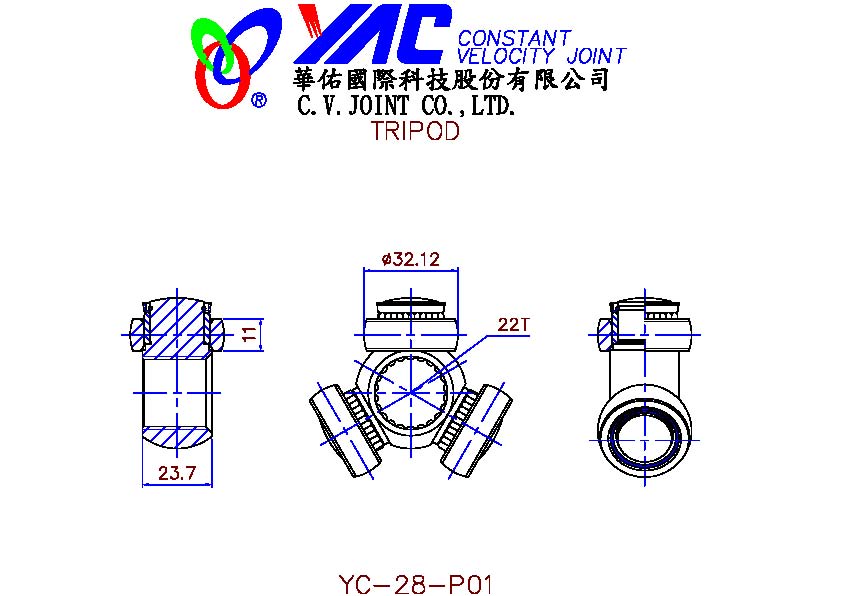 YAC CONSTANT
VELOCITY JOINT
®
華佑國際科技股份有限公司
C.V.JOINT CO.,LTD.
TRIPOD
ø32.12
22T
11
23.7
YC-28-P01